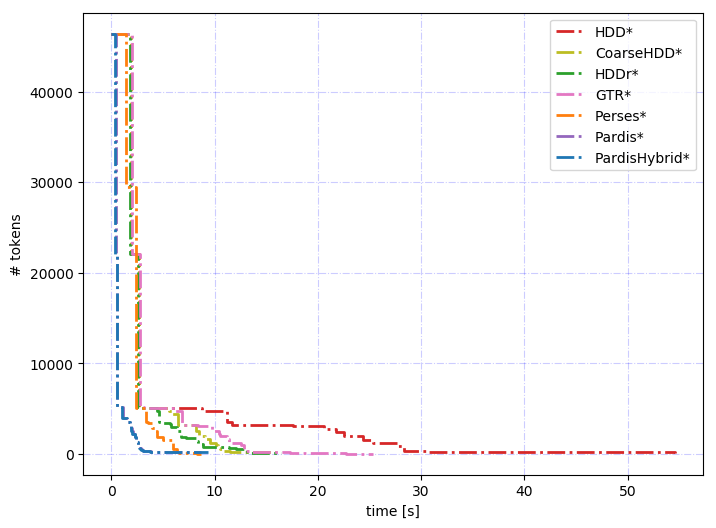 HDD*
CoarseHDD*
HDDr*
GTR*
Perses*
Pardis*
PardisHybrid*
# tokens
40000
30000
20000
10000
0
0 10 20 30 40 50
time [s]